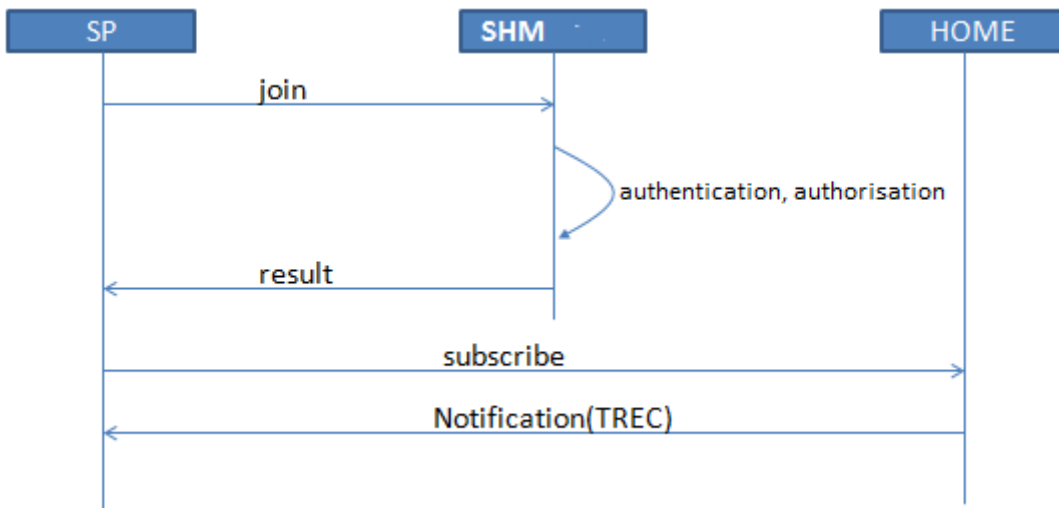 SP
SHM
HOME
join
authentication, authorisation
result
subscribe
Notification(TREC)